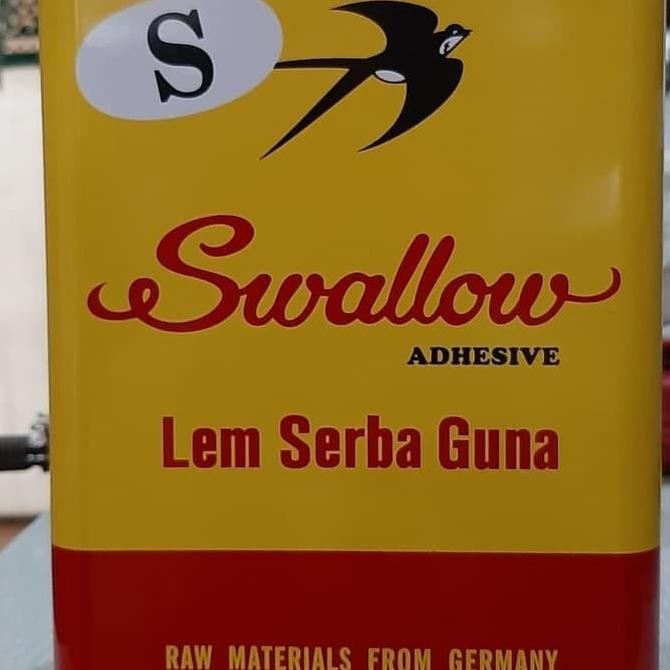 S
Swallow
ADHESIVE
Lem Serba Guna
RAW MATERIALS FROM GERMANY